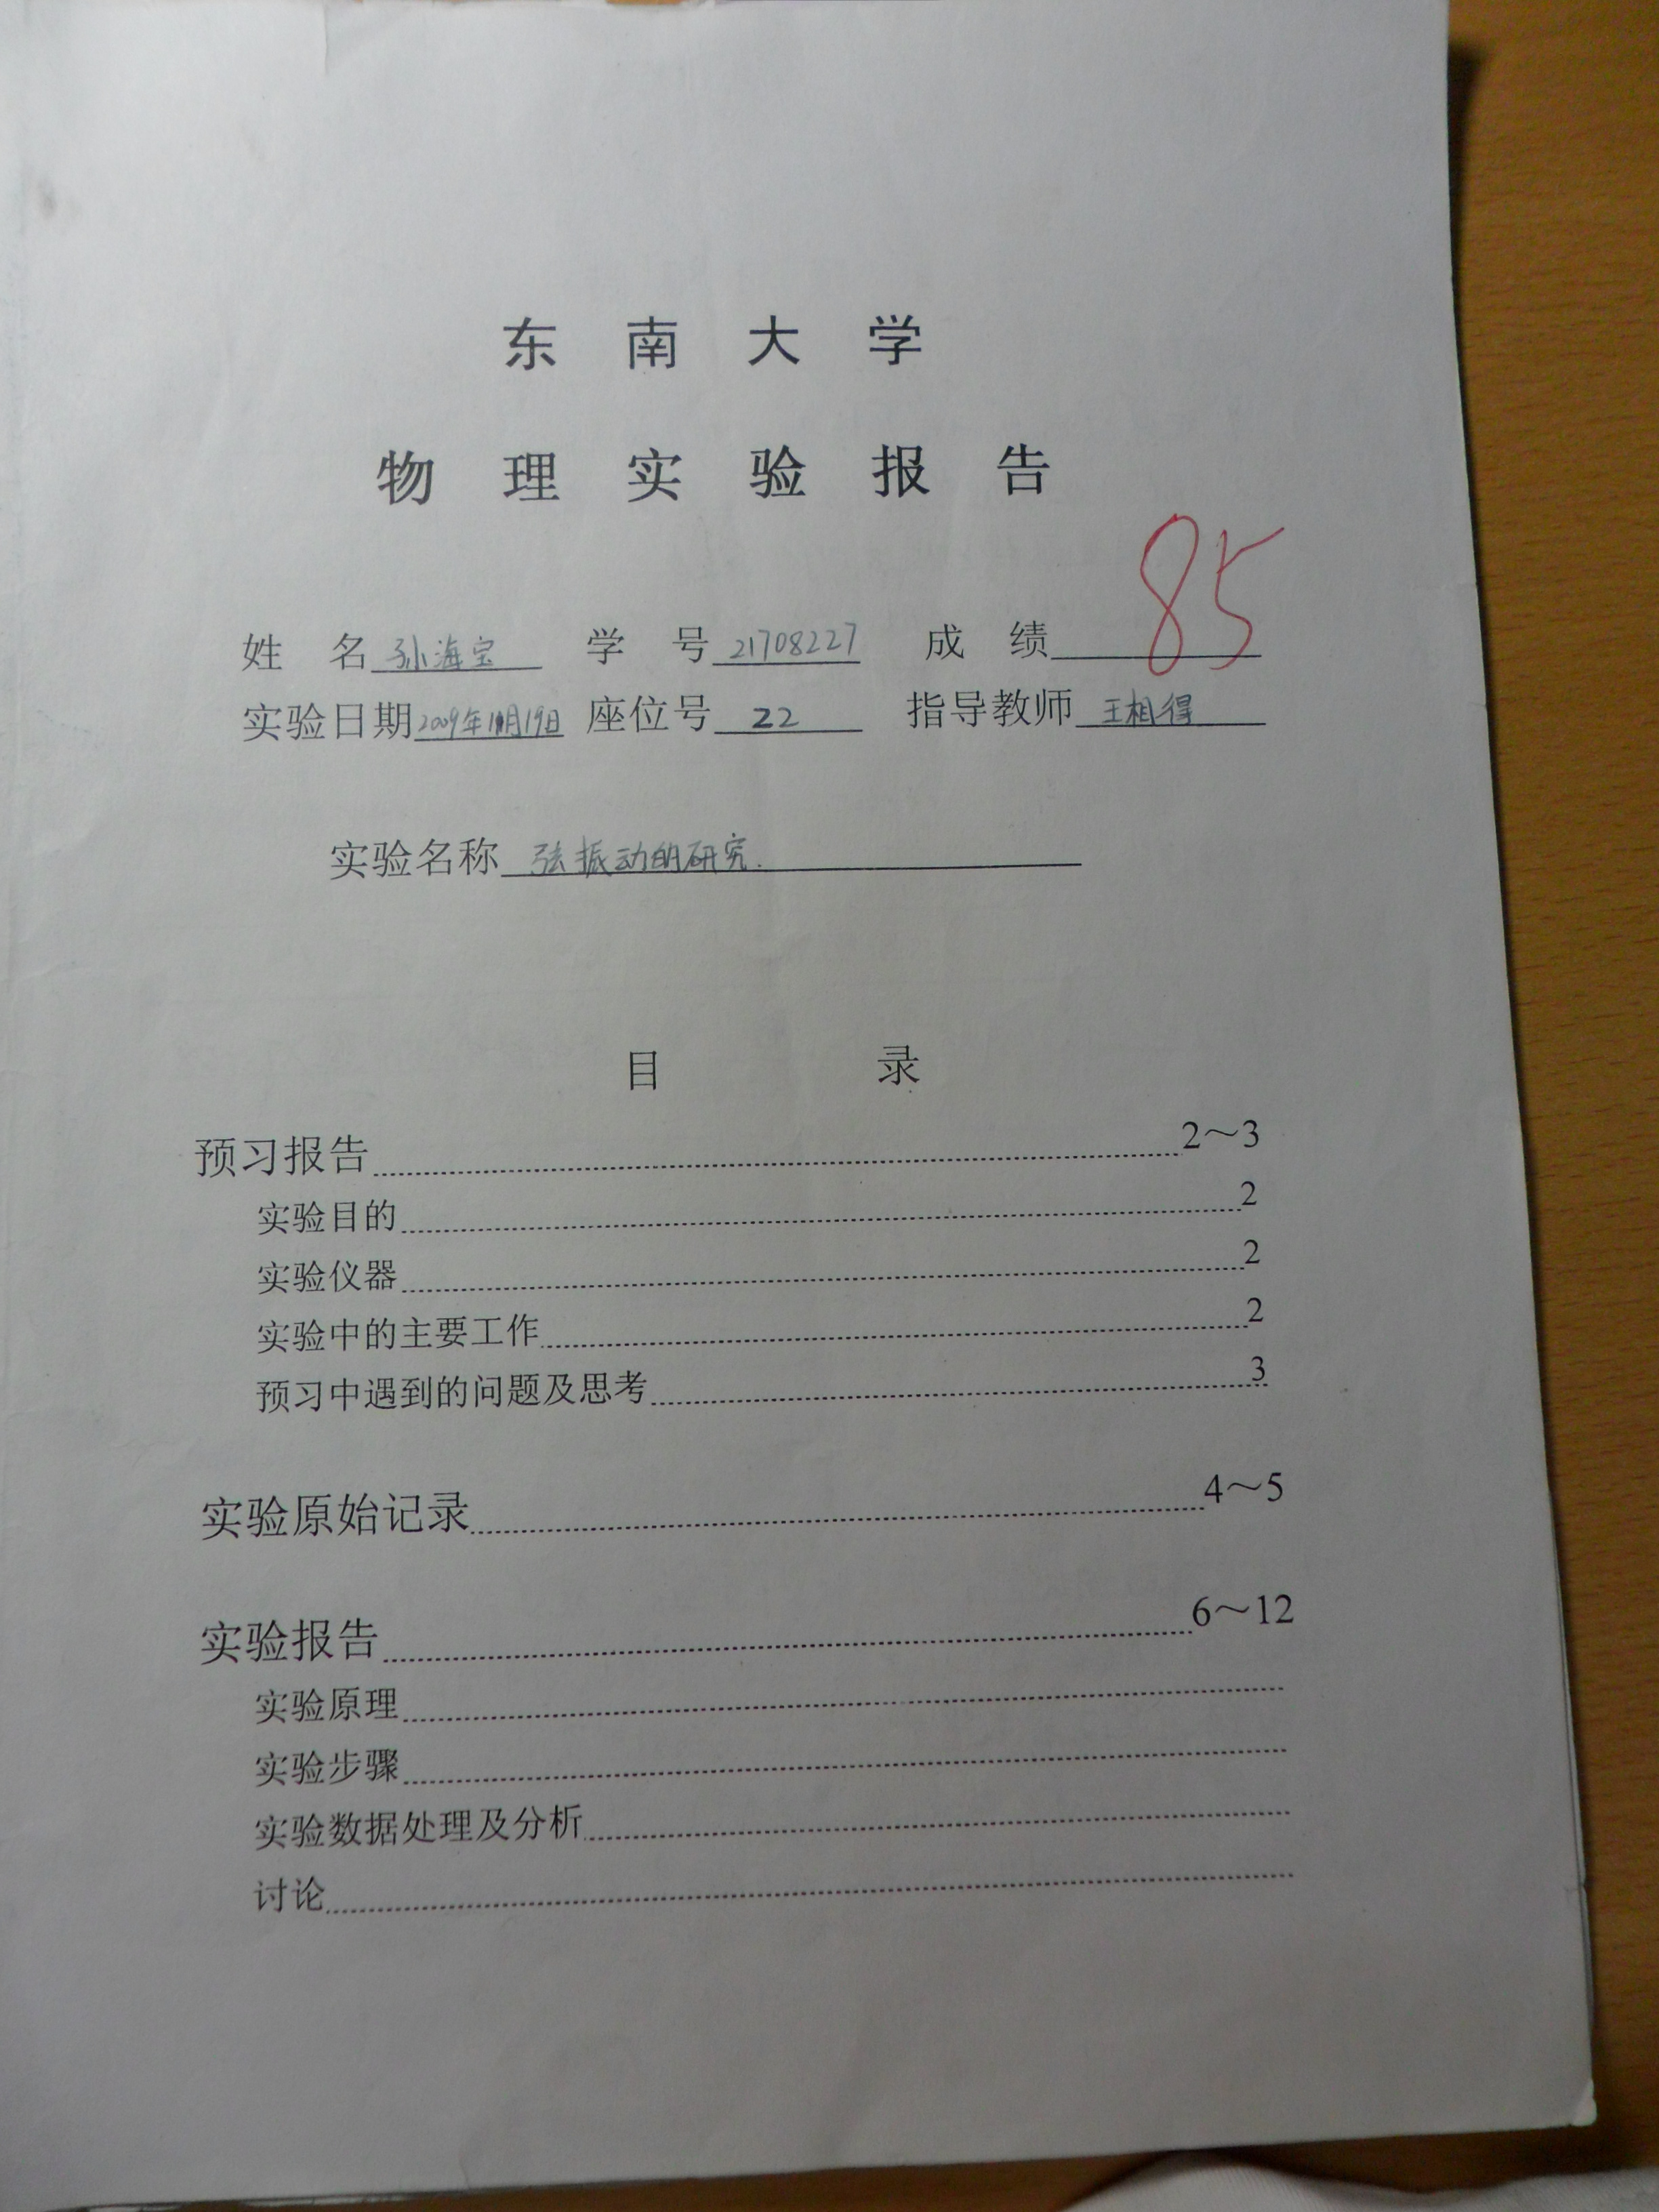 东南大学
物理实验报告
85
姓 名 孙海宝 学 号 21708227 成 绩
实验日期 2009年11月19日 座位号 22 指导教师 王相得
实验名称 弦振动的研究.
目 录
预习报告 2～3
实验目的 2
实验仪器 2
实验中的主要工作 2
预习中遇到的问题及思考 3
实验原始记录 4～5
实验报告 6～12
实验原理
实验步骤
实验数据处理及分析
讨论